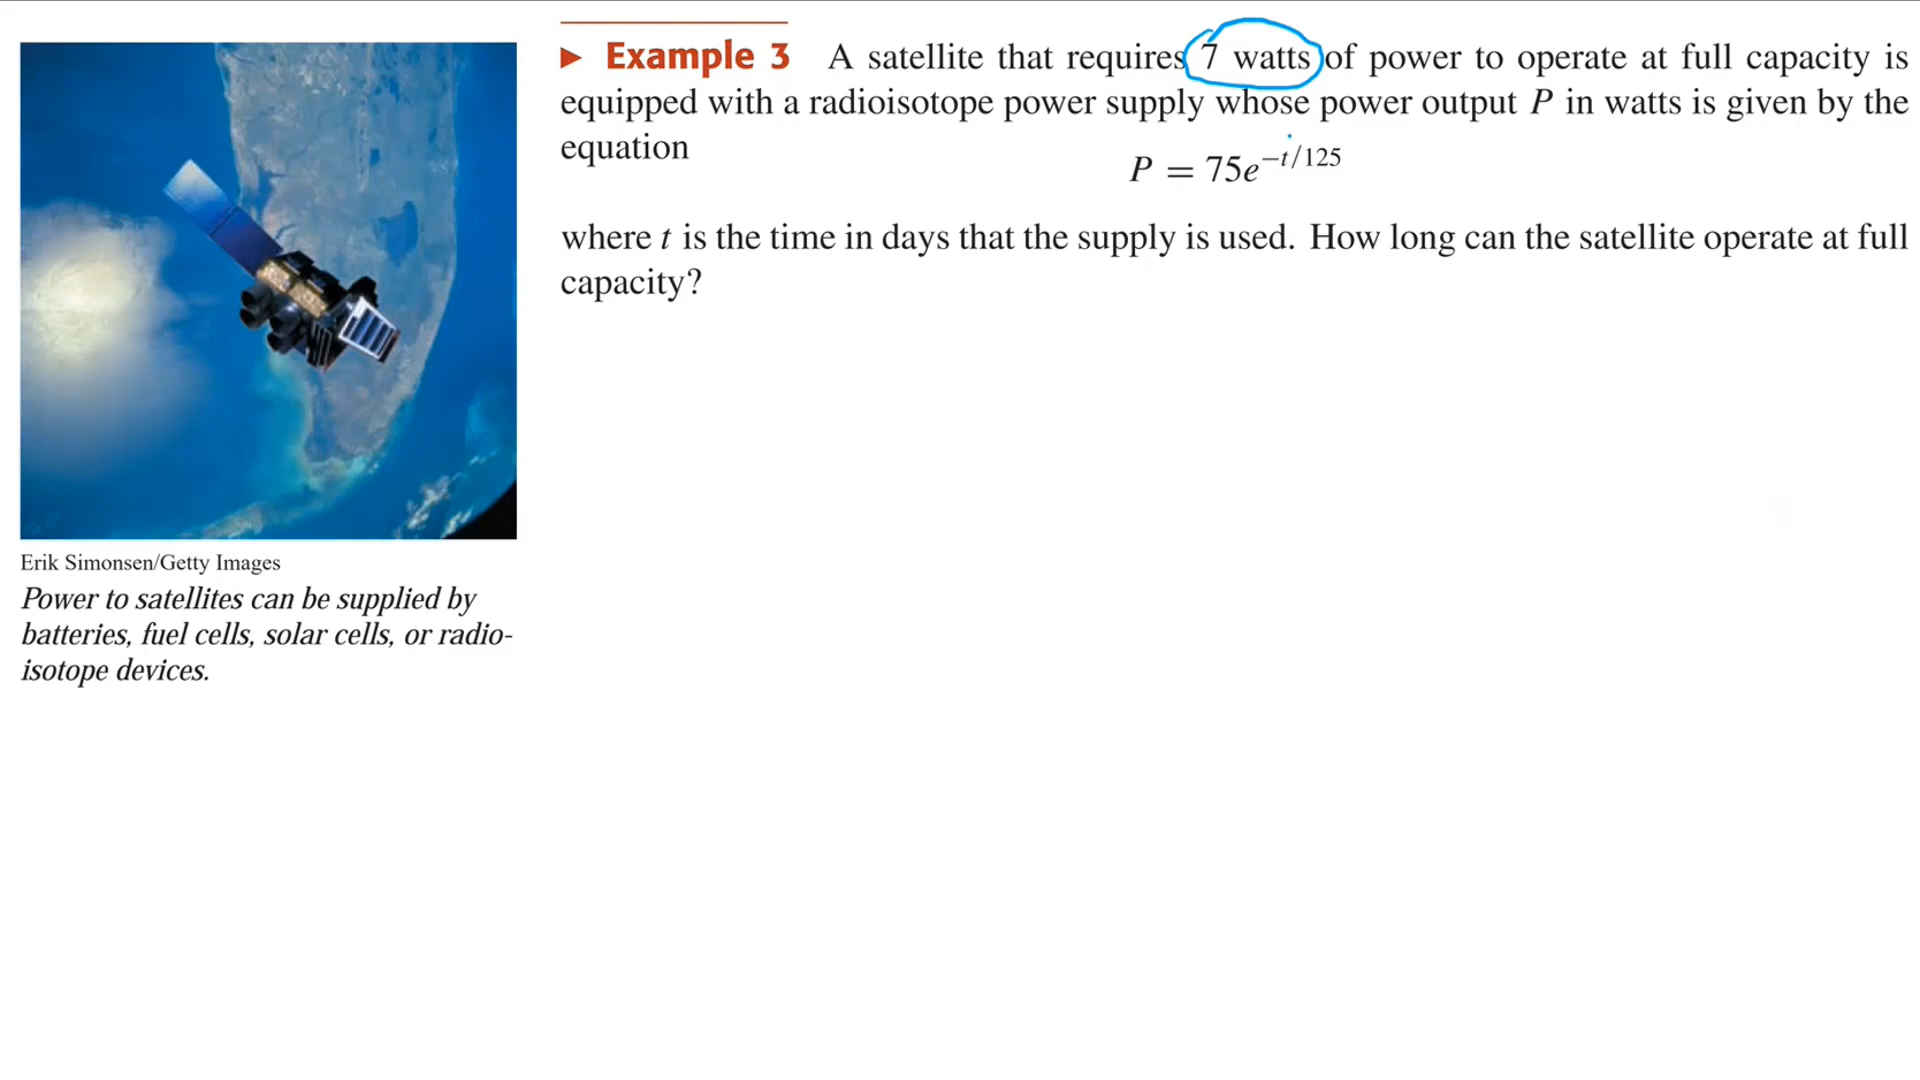 ▶ Example 3 A satellite that requires 7 watts of power to operate at full capacity is
equipped with a radioisotope power supply whose power output P in watts is given by the
equation
P = 75e^{−t/125}
where t is the time in days that the supply is used. How long can the satellite operate at full
capacity?
Erik Simonsen/Getty Images
Power to satellites can be supplied by
batteries, fuel cells, solar cells, or radio-
isotope devices.